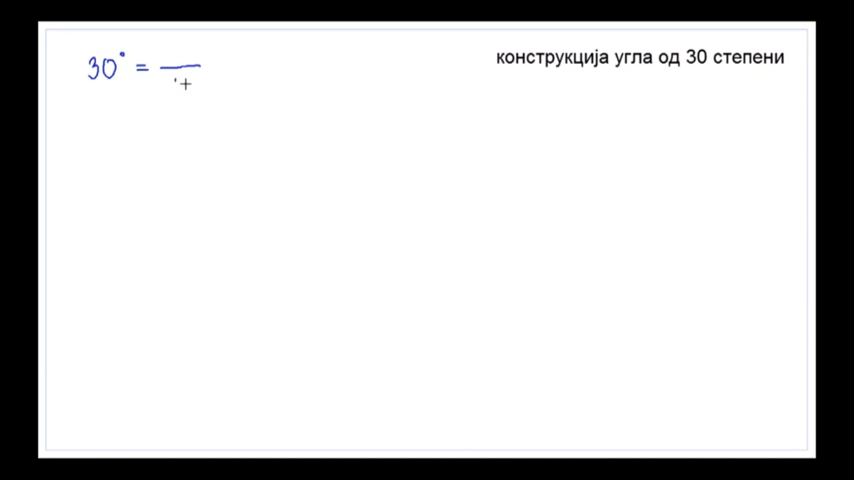 30° = —
конструкција угла од 30 степени